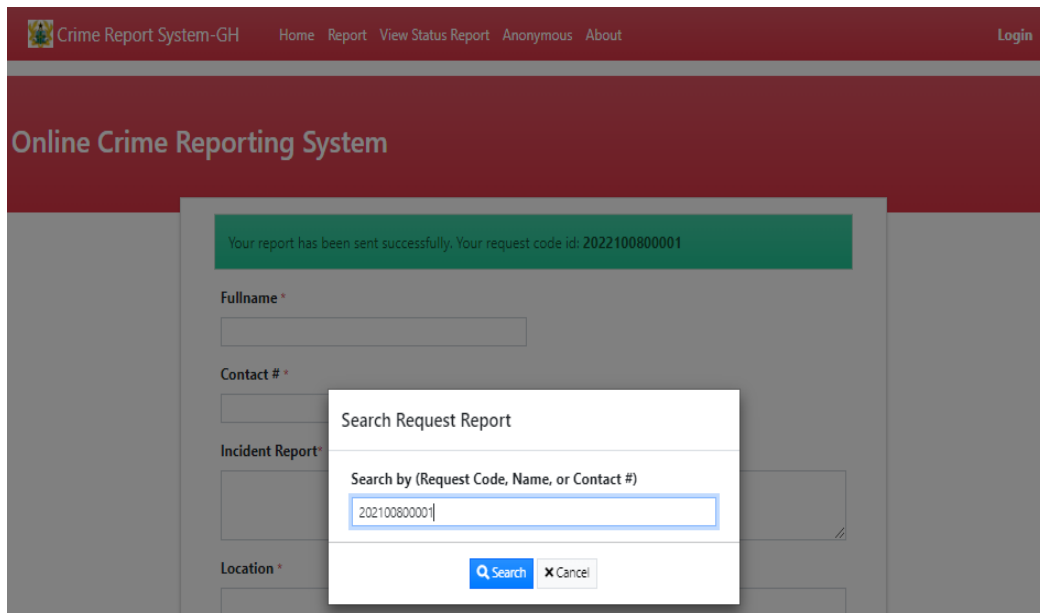 Crime Report System-GH Home Report View Status Report Anonymous About Login
Online Crime Reporting System
Your report has been sent successfully. Your request code id: 2022100800001
Fullname *
Contact # *
Search Request Report
Incident Report*
Search by (Request Code, Name, or Contact #)
202100800001
Location *
Search Cancel